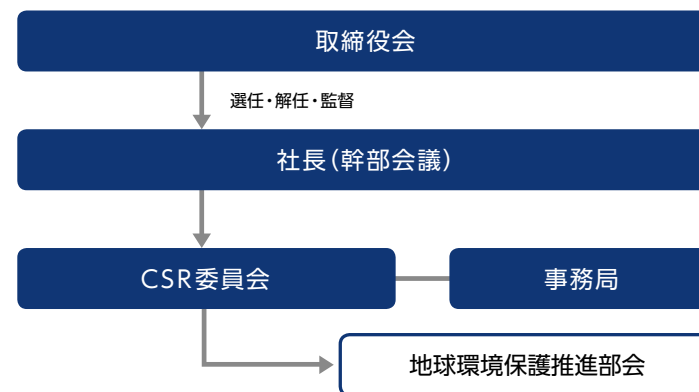 取締役会
選任・解任・監督
社長(幹部会議)
CSR委員会
事務局
地球環境保護推進部会